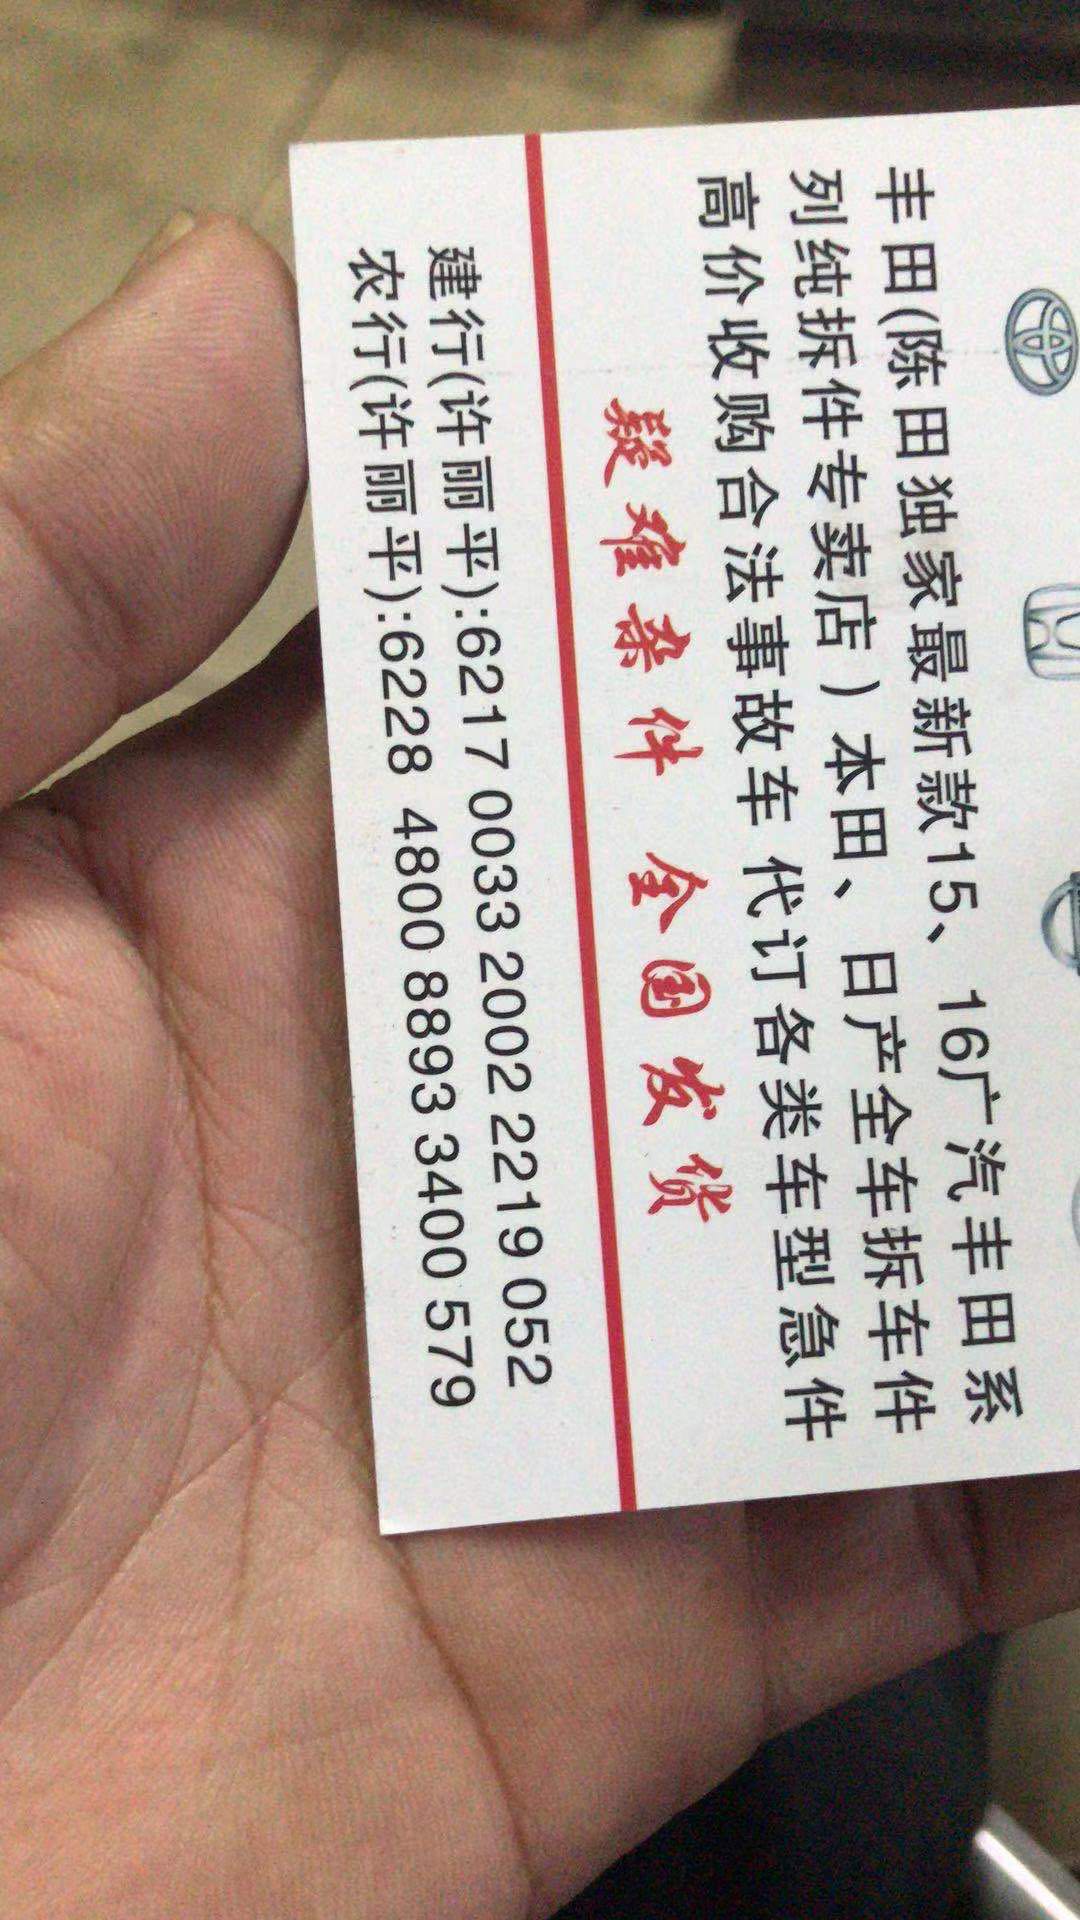 丰田(陈田独家最新款15、16广汽丰田系
列纯拆件专卖店)本田、日产全车拆车件
高价收购合法事故车 代订各类车型急件
疑难杂件 全国发货
建行(许丽平):6217 0033 2002 2219 052
农行(许丽平):6228 4800 8893 3400 579